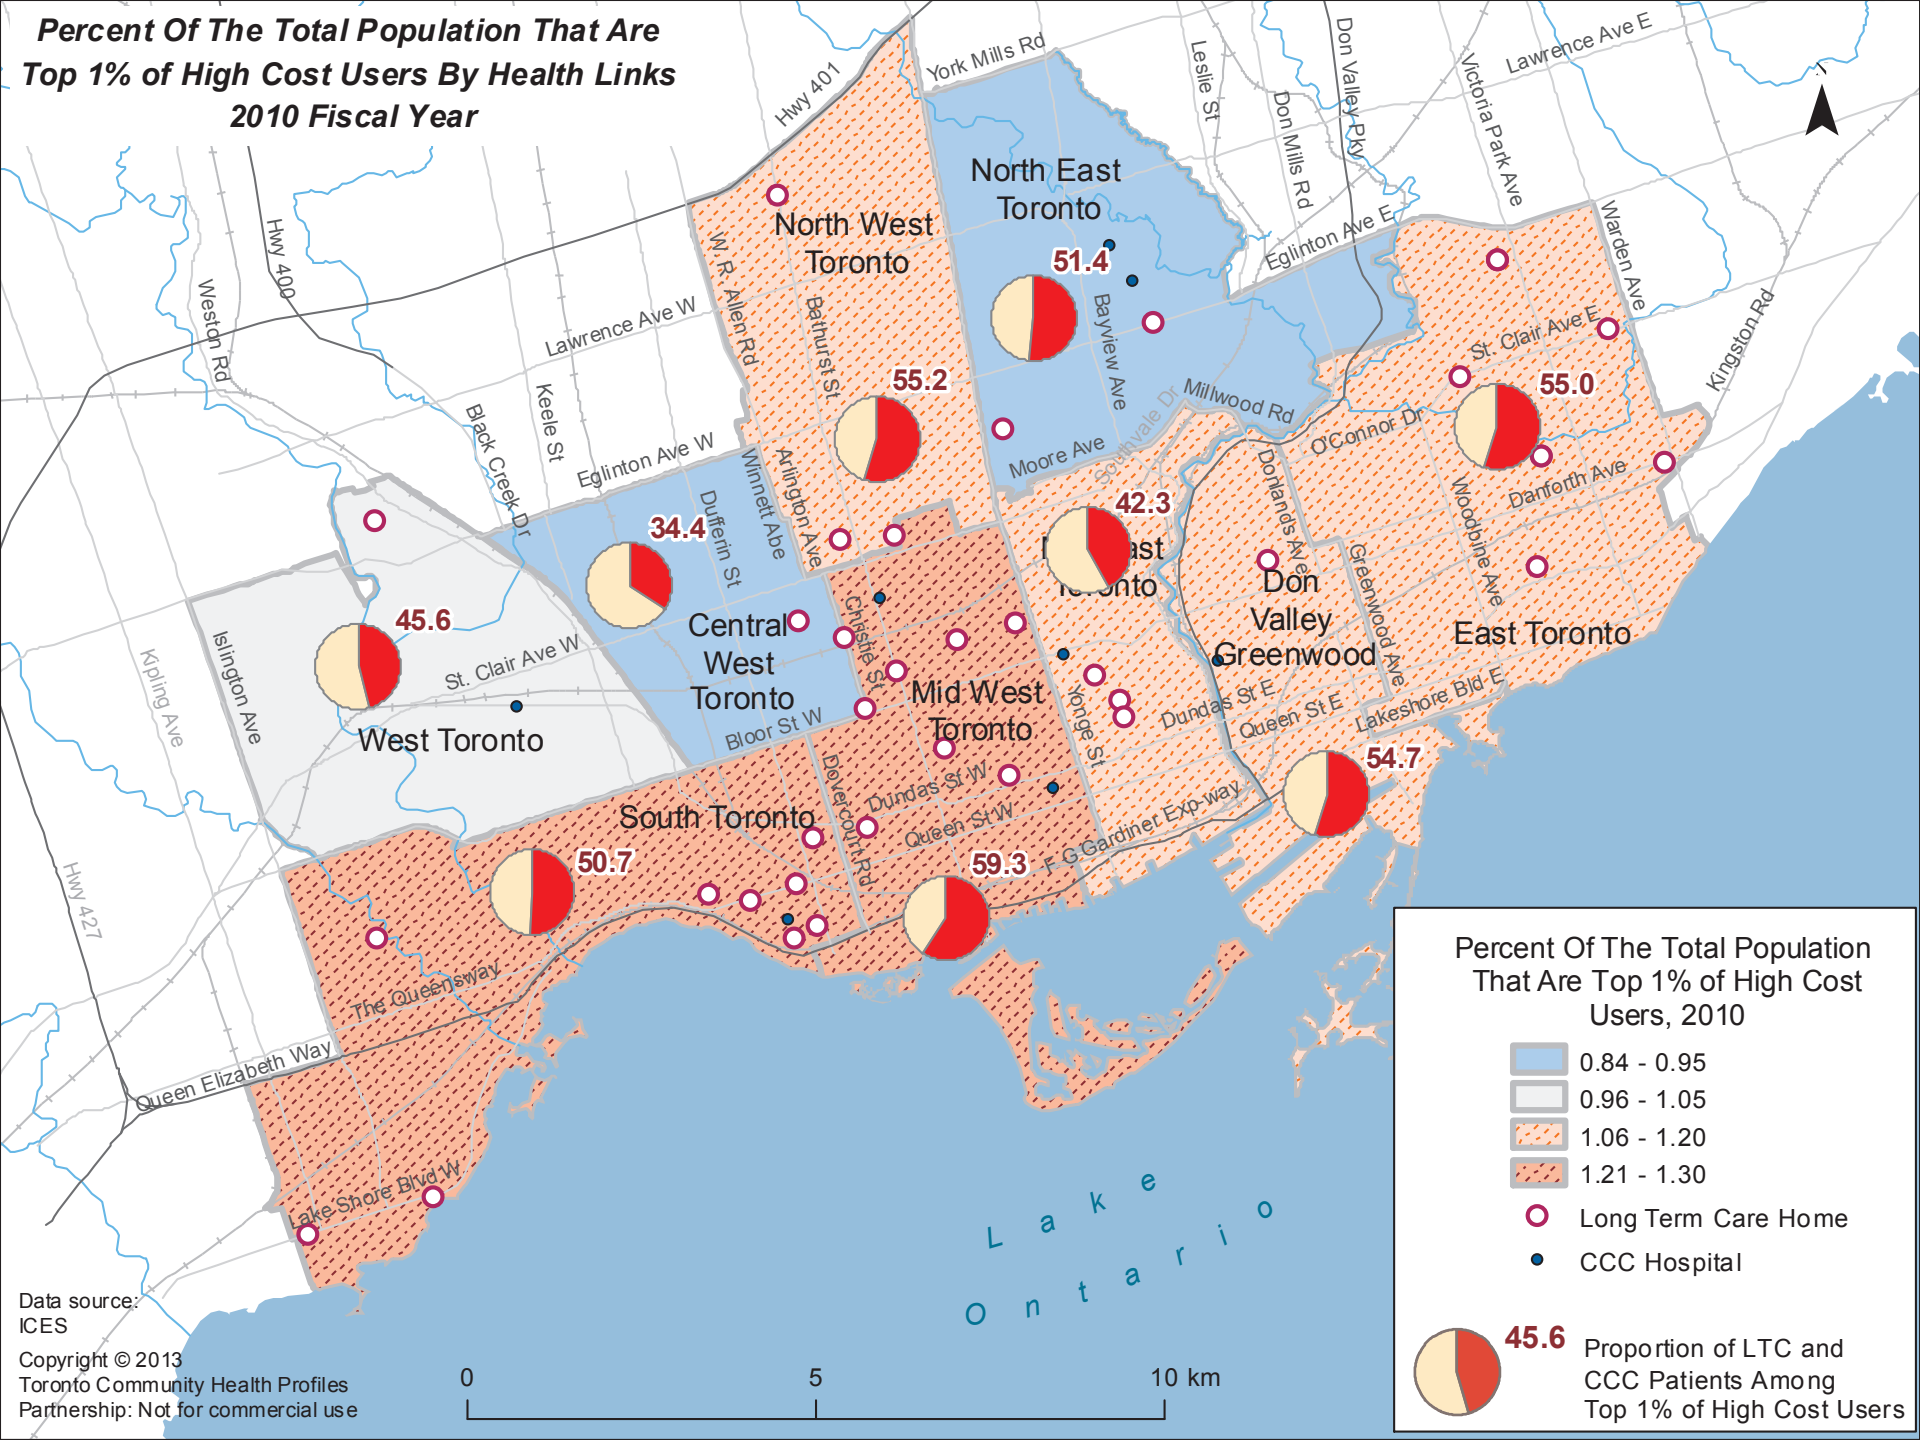 Percent Of The Total Population That Are
Top 1% of High Cost Users By Health Links
2010 Fiscal Year
York Mills Rd
Hwy 401
Leslie St
Don Mills Rd
Don Valley Pky
Victoria Park Ave
Lawrence Ave E
N
North East
Toronto
51.4
North West
Toronto
55.2
W. R. Allen Rd
Bathurst St
Bayview Ave
Eglinton Ave E
Warden Ave
Kingston Rd
St. Clair Ave E
55.0
O'Connor Dr
Danforth Ave
Woodbine Ave
Millwood Rd
Southvale Dr
Moore Ave
Hwy 400
Weston Rd
Lawrence Ave W
Keele St
Black Creek Dr
Eglinton Ave W
Dufferin St
Winnett Abe
Arlington Ave
34.4
42.3
Central
West
Toronto
Christie St
Donlands Ave
Greenwood Ave
Don
Valley
Greenwood
East Toronto
45.6
Islington Ave
Kipling Ave
St. Clair Ave W
West Toronto
Bloor St W
Mid West
Toronto
Yonge St
Dundas St E
Queen St E
Lakeshore Bld E
54.7
South Toronto
Dovercourt Rd
Dundas St W
Queen St W
F G Gardiner Exp-way
50.7
59.3
Hwy 427
The Queensway
Queen Elizabeth Way
Lake Shore Blvd W
Lake
Ontario
Percent Of The Total Population
That Are Top 1% of High Cost
Users, 2010
0.84 - 0.95
0.96 - 1.05
1.06 - 1.20
1.21 - 1.30
Long Term Care Home
CCC Hospital
45.6
Proportion of LTC and
CCC Patients Among
Top 1% of High Cost Users
Data source:
ICES
Copyright © 2013
Toronto Community Health Profiles
Partnership: Not for commercial use
0 5 10 km